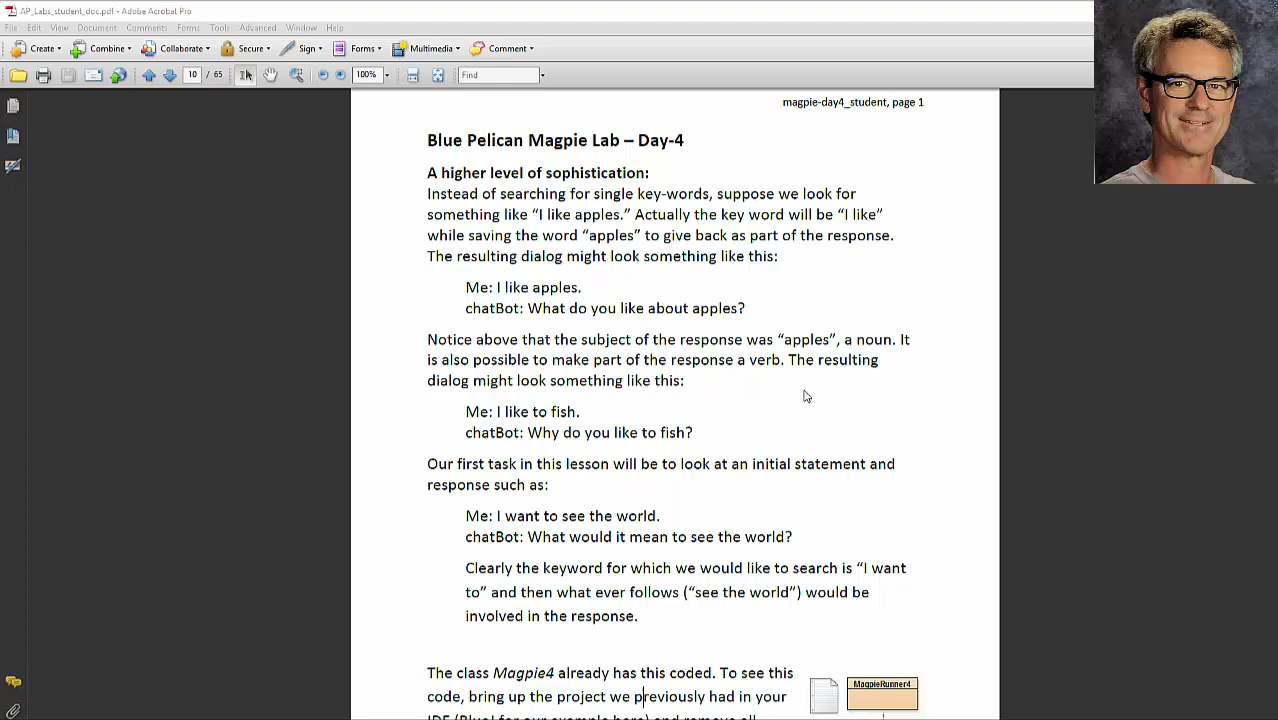 AP_Labs_student_doc.pdf - Adobe Acrobat Pro
File Edit View Document Comments Forms Tools Advanced Window Help
Create Combine Collaborate Secure Sign Forms Multimedia Comment
10 / 65 100% Find
magpie-day4_student, page 1
Blue Pelican Magpie Lab – Day-4
A higher level of sophistication:
Instead of searching for single key-words, suppose we look for
something like “I like apples.” Actually the key word will be “I like”
while saving the word “apples” to give back as part of the response.
The resulting dialog might look something like this:
Me: I like apples.
chatBot: What do you like about apples?
Notice above that the subject of the response was “apples”, a noun. It
is also possible to make part of the response a verb. The resulting
dialog might look something like this:
Me: I like to fish.
chatBot: Why do you like to fish?
Our first task in this lesson will be to look at an initial statement and
response such as:
Me: I want to see the world.
chatBot: What would it mean to see the world?
Clearly the keyword for which we would like to search is “I want
to” and then what ever follows (“see the world”) would be
involved in the response.
The class Magpie4 already has this coded. To see this
code, bring up the project we previously had in your
MagpieRunner4
IDE (BlueJ for our example here) and remove all